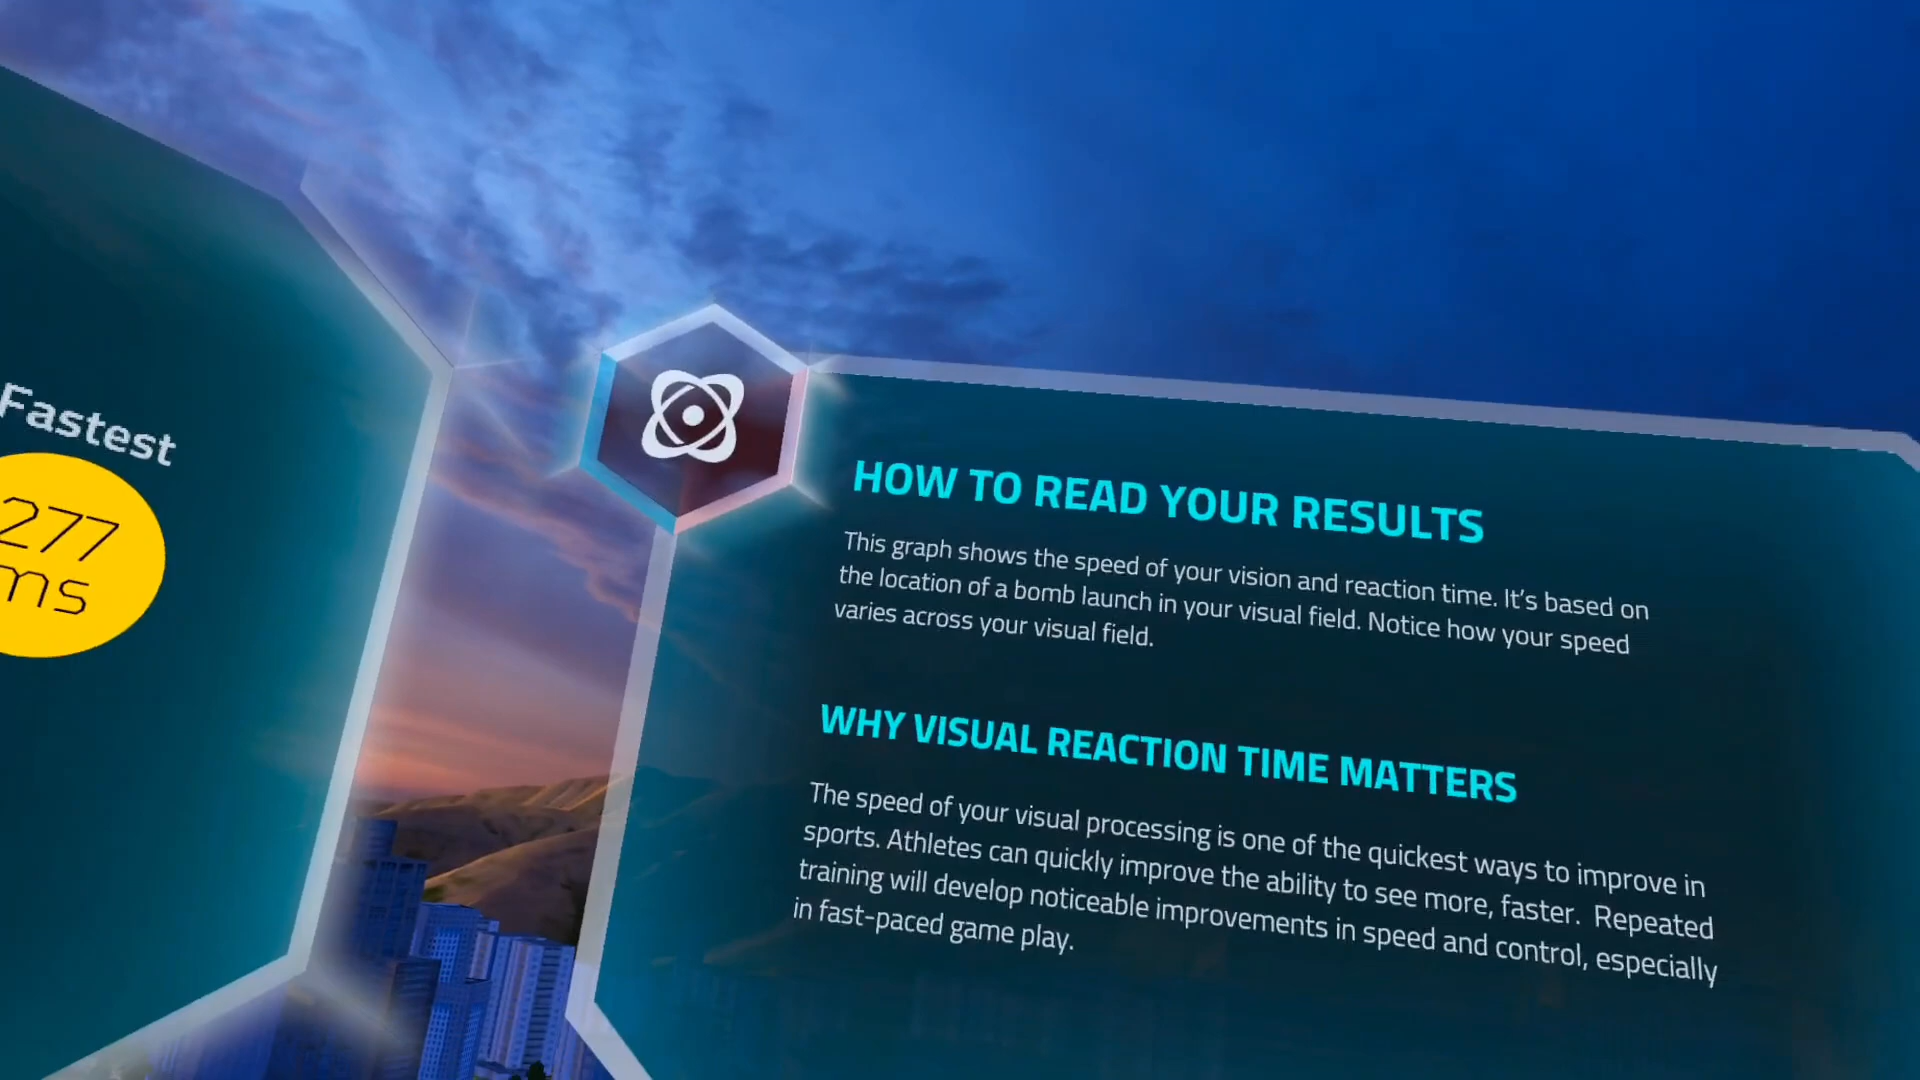 Fastest
277
ms
HOW TO READ YOUR RESULTS
This graph shows the speed of your vision and reaction time. It's based on
the location of a bomb launch in your visual field. Notice how your speed
varies across your visual field.
WHY VISUAL REACTION TIME MATTERS
The speed of your visual processing is one of the quickest ways to improve in
sports. Athletes can quickly improve the ability to see more, faster. Repeated
training will develop noticeable improvements in speed and control, especially
in fast-paced game play.